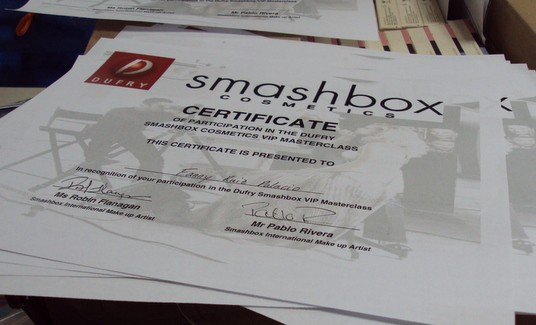 DUFRY
smashbox
COSMETICS
CERTIFICATE
OF PARTICIPATION IN THE DUFRY
SMASHBOX COSMETICS VIP MASTERCLASS
THIS CERTIFICATE IS PRESENTED TO
In recognition of your participation in the Dufry Smashbox VIP Masterclass
Ms Robin Flanagan
Smashbox International Make up Artist
Mr Pablo Rivera
Smashbox International Make up Artist